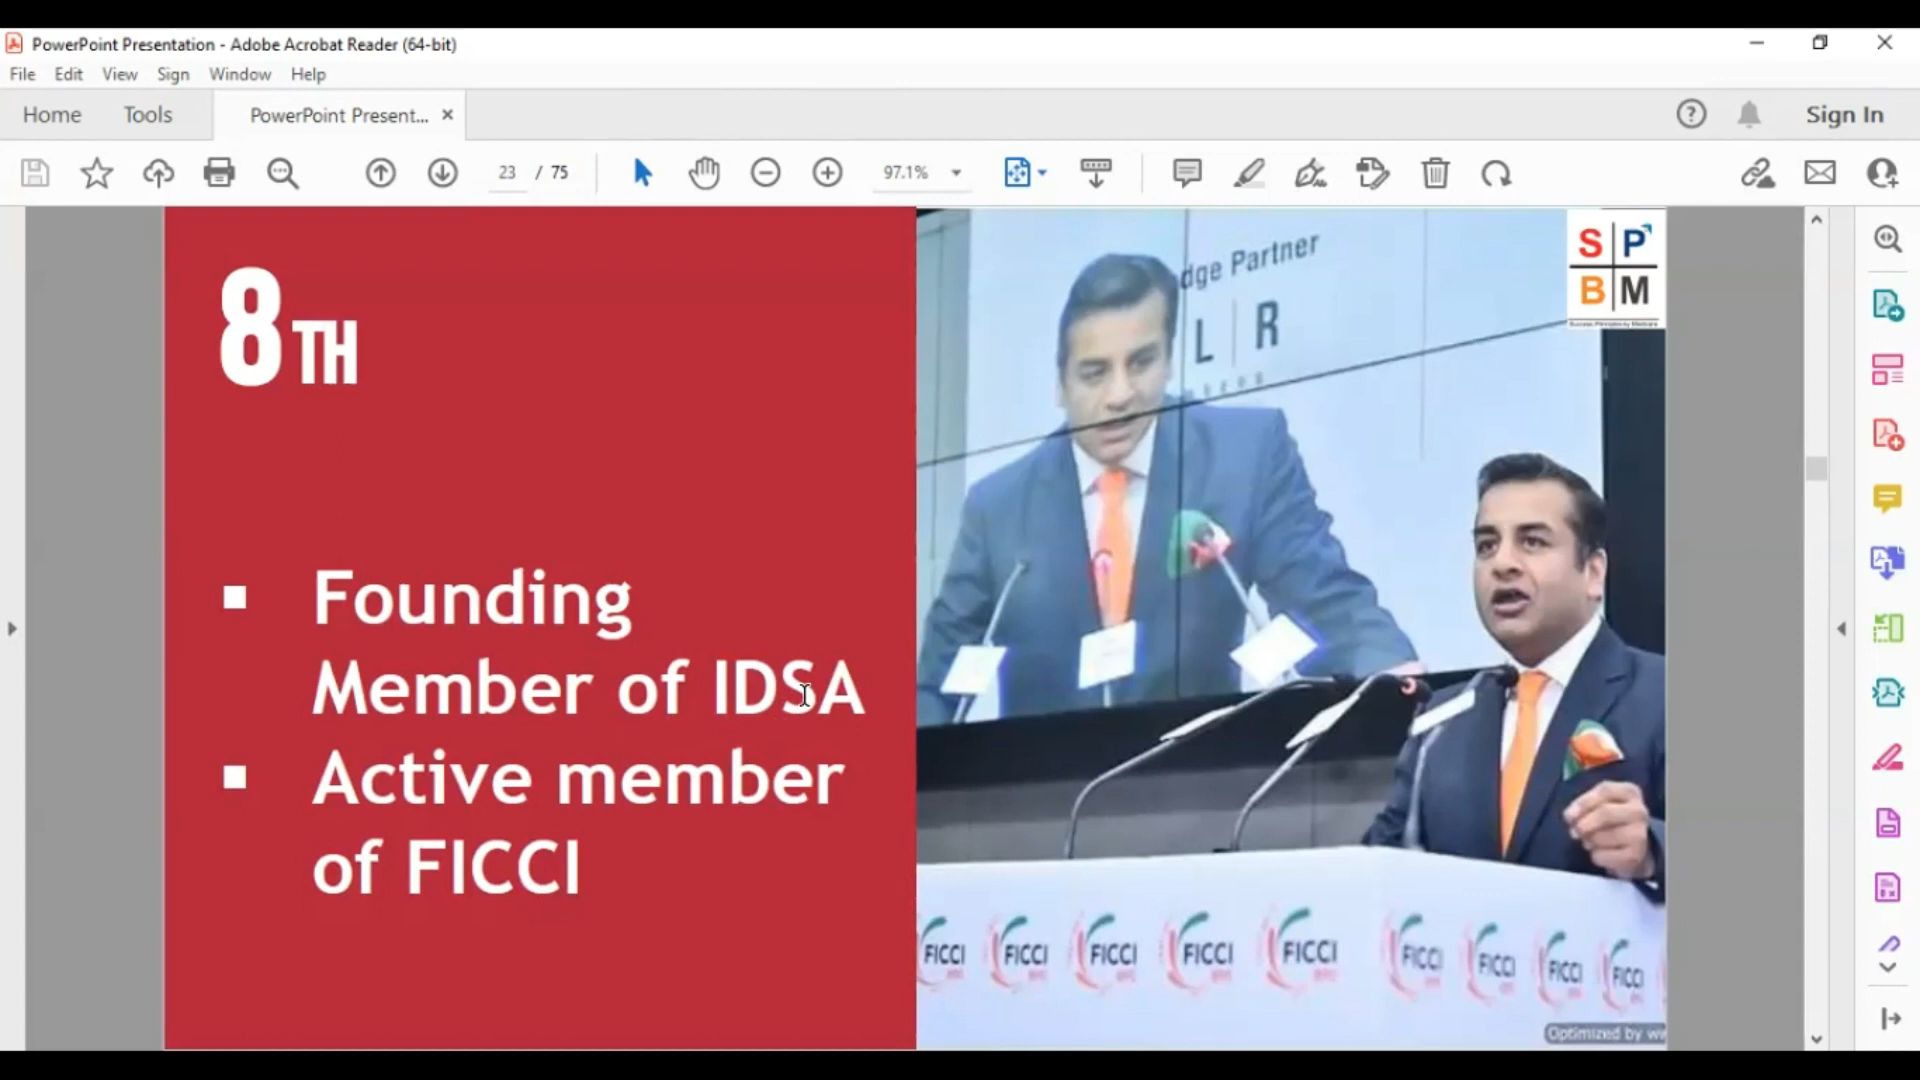 PowerPoint Presentation - Adobe Acrobat Reader (64-bit)
File Edit View Sign Window Help
Home Tools PowerPoint Present... Sign In
23 / 75 97.1%
8TH
▪ Founding
Member of IDSA
▪ Active member
of FICCI
dge Partner
L | R
S P
B M
FICCI FICCI FICCI FICCI FICCI FICCI FICCI FICCI FICCI
Optimized by